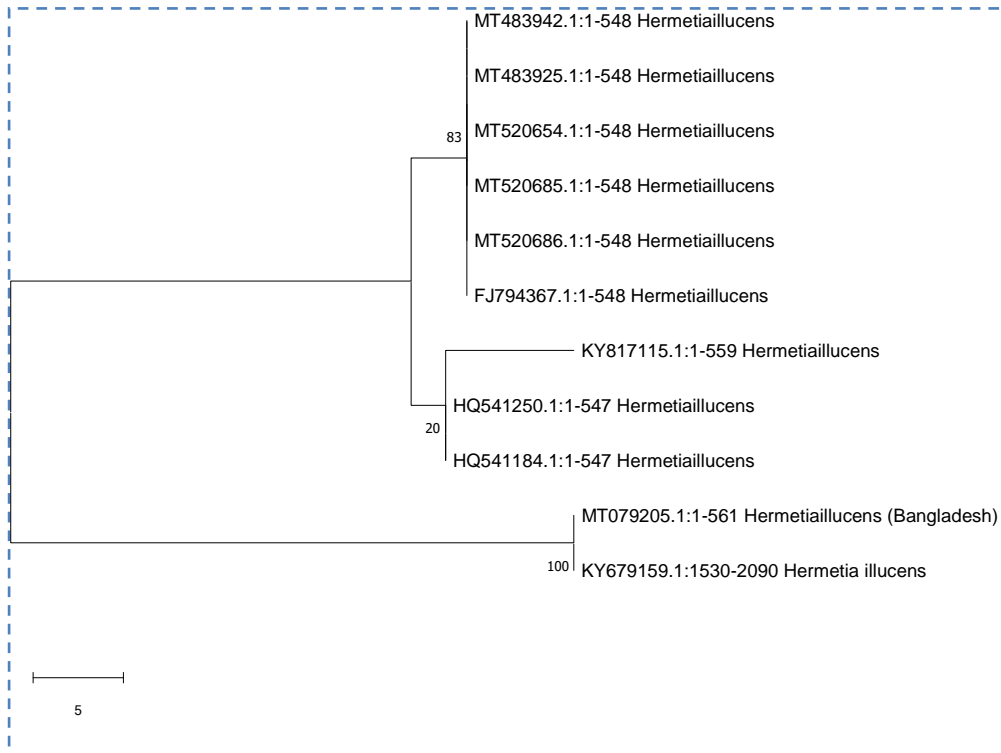 MT483942.1:1-548 Hermetiaillucens
MT483925.1:1-548 Hermetiaillucens
83
MT520654.1:1-548 Hermetiaillucens
MT520685.1:1-548 Hermetiaillucens
MT520686.1:1-548 Hermetiaillucens
FJ794367.1:1-548 Hermetiaillucens
KY817115.1:1-559 Hermetiaillucens
HQ541250.1:1-547 Hermetiaillucens
20
HQ541184.1:1-547 Hermetiaillucens
MT079205.1:1-561 Hermetiaillucens (Bangladesh)
100
KY679159.1:1530-2090 Hermetia illucens
5